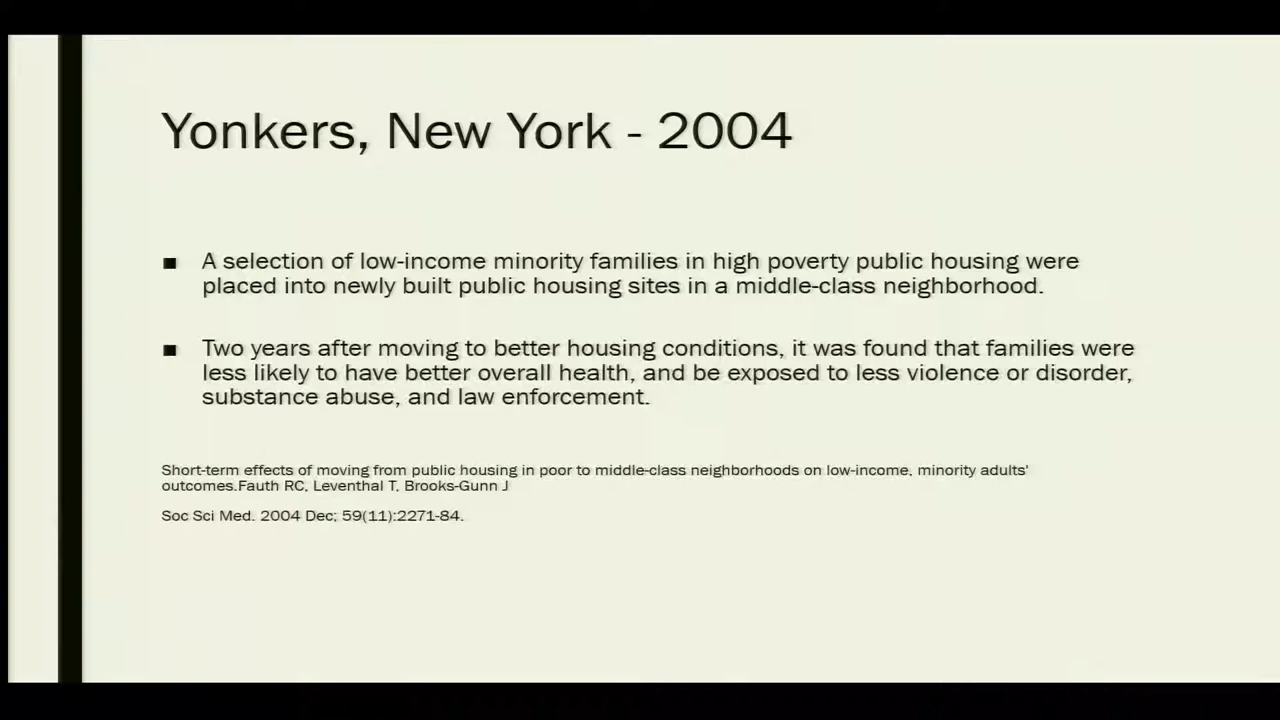 Yonkers, New York - 2004
■ A selection of low-income minority families in high poverty public housing were
placed into newly built public housing sites in a middle-class neighborhood.
■ Two years after moving to better housing conditions, it was found that families were
less likely to have better overall health, and be exposed to less violence or disorder,
substance abuse, and law enforcement.
Short-term effects of moving from public housing in poor to middle-class neighborhoods on low-income, minority adults'
outcomes.Fauth RC, Leventhal T, Brooks-Gunn J
Soc Sci Med. 2004 Dec; 59(11):2271-84.